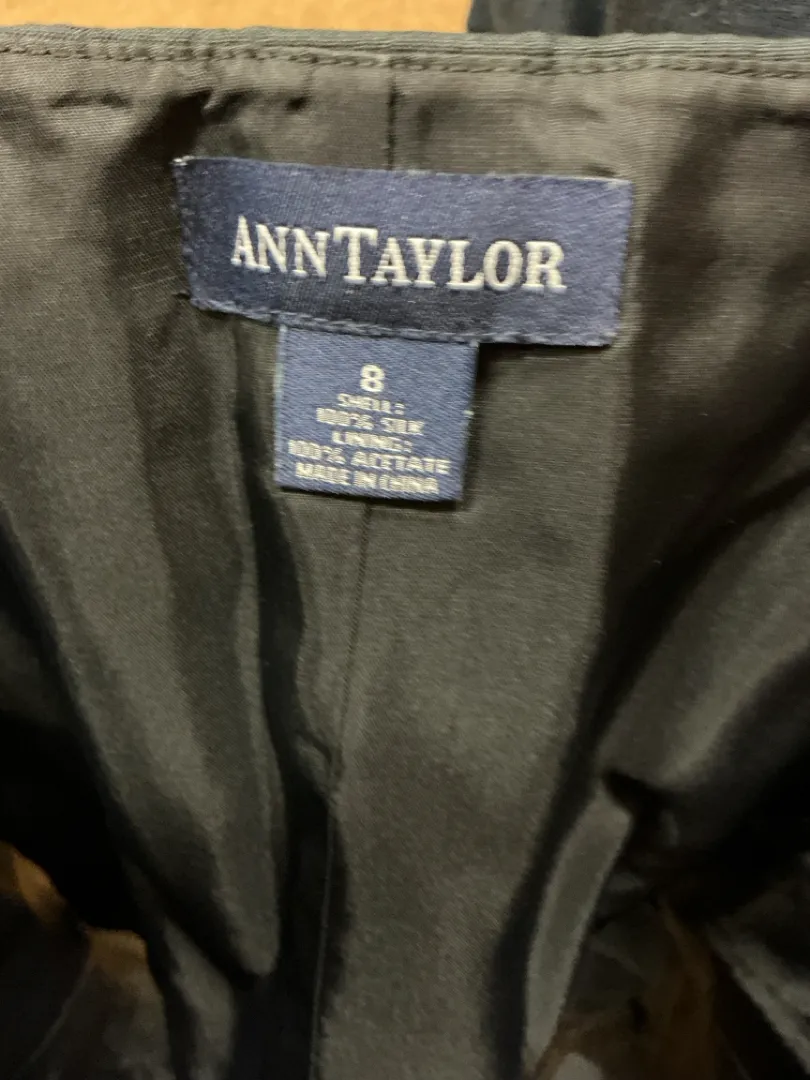 ANNTAYLOR
8
SHELL:
100% SILK
LINING:
100% ACETATE
MADE IN CHINA